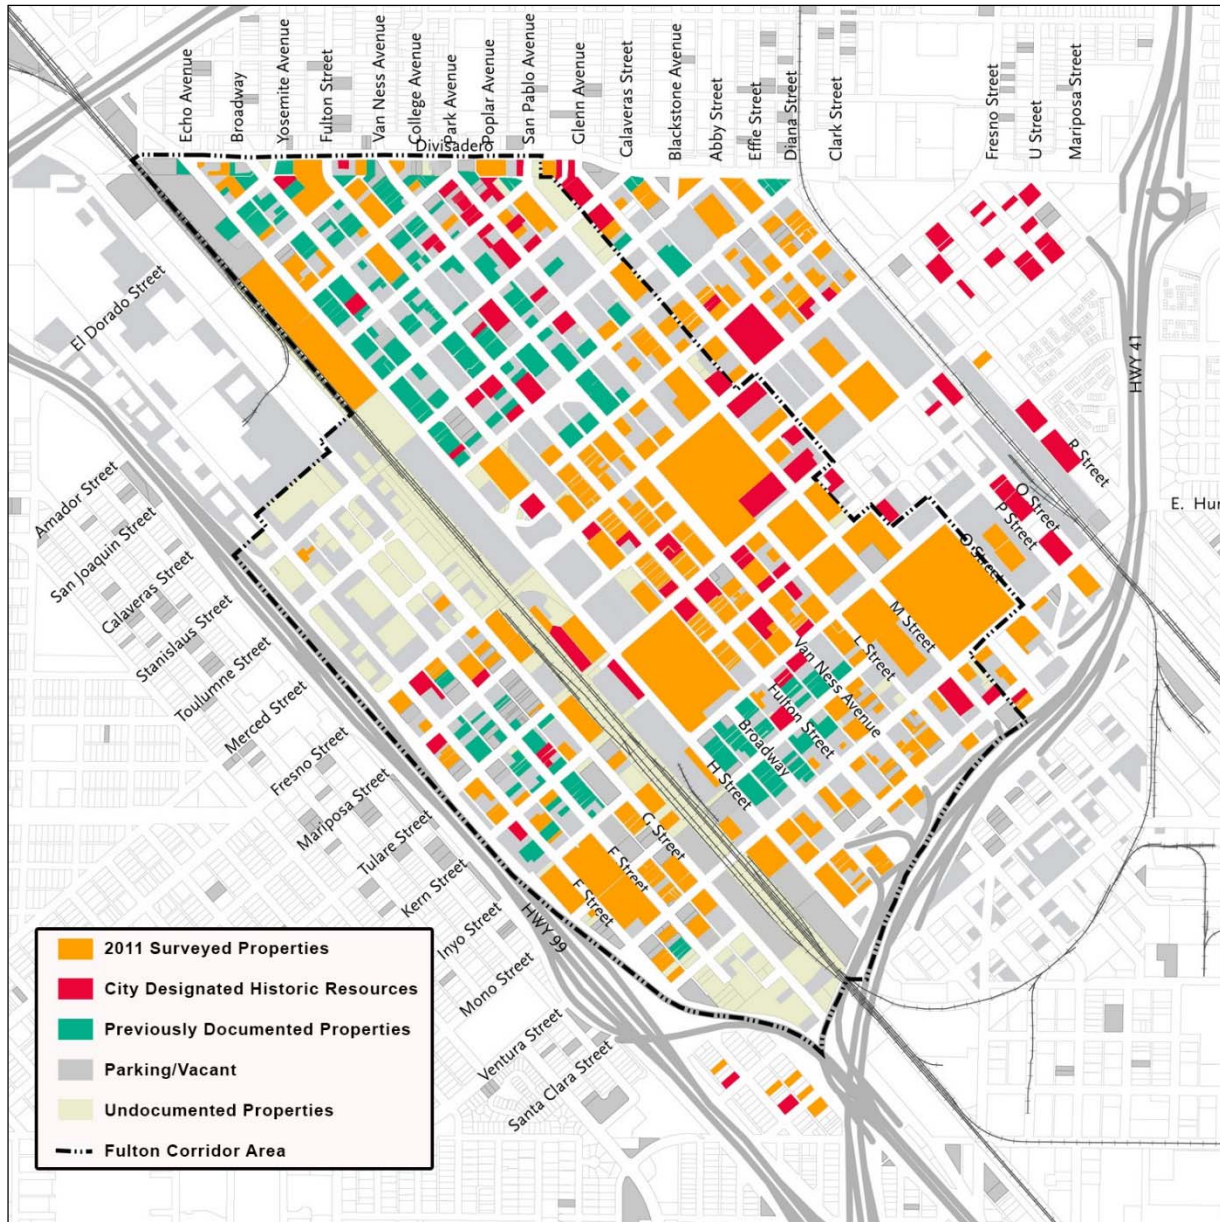 Echo Avenue
Broadway
Yosemite Avenue
Fulton Street
Van Ness Avenue
College Avenue
Park Avenue
Poplar Avenue
San Pablo Avenue
Glenn Avenue
Calaveras Street
Blackstone Avenue
Abby Street
Effie Street
Diana Street
Clark Street
Fresno Street
U Street
Mariposa Street
Divisadero
El Dorado Street
HWY 41
R Street
E. Hun
O Street
P Street
O Street
Amador Street
San Joaquin Street
Calaveras Street
Stanislaus Street
Toulumne Street
Merced Street
Fresno Street
Mariposa Street
Tulare Street
Kern Street
Inyo Street
Mono Street
Ventura Street
Santa Clara Street
M Street
L Street
Van Ness Avenue
Fulton Street
Broadway
H Street
G Street
F Street
F Street
HWY 99
2011 Surveyed Properties
City Designated Historic Resources
Previously Documented Properties
Parking/Vacant
Undocumented Properties
Fulton Corridor Area